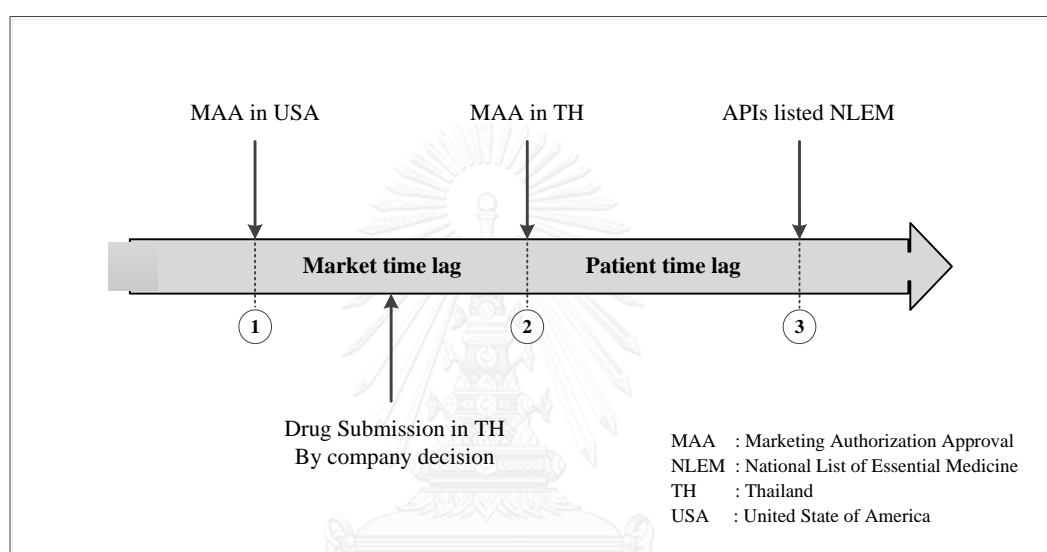 MAA in USA
MAA in TH
APIs listed NLEM
Market time lag
Patient time lag
1
2
3
Drug Submission in TH
By company decision
MAA : Marketing Authorization Approval
NLEM : National List of Essential Medicine
TH : Thailand
USA : United State of America